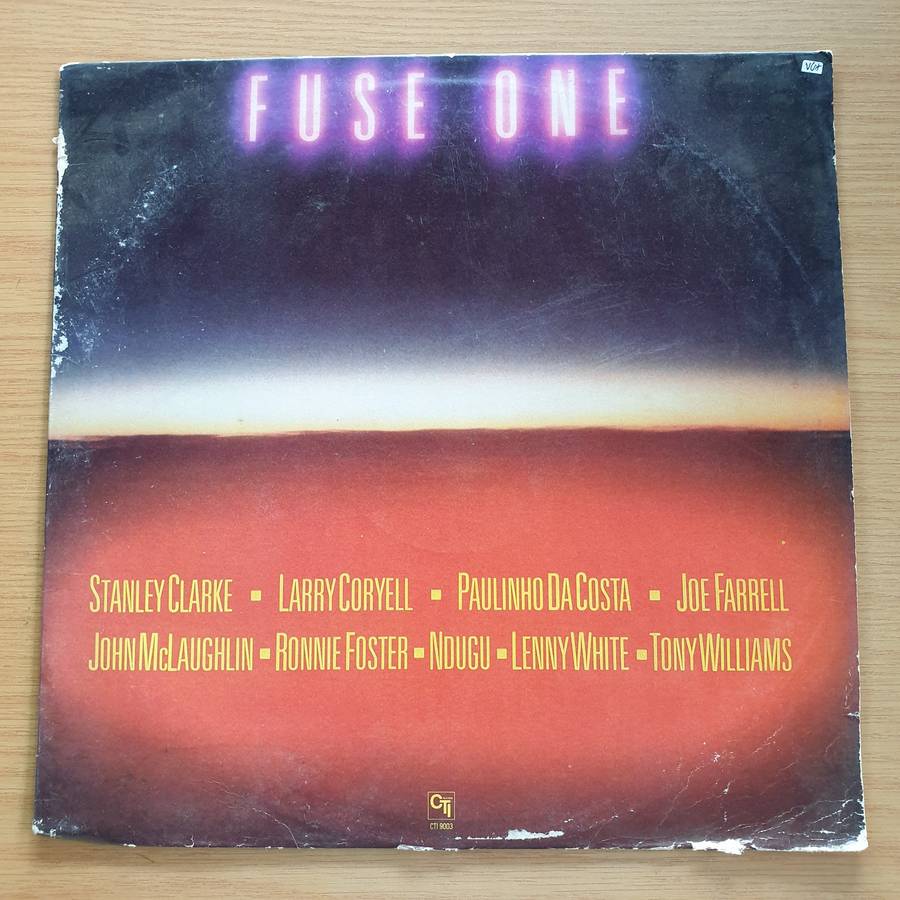 FUSE ONE
STANLEY CLARKE ▪ LARRY CORYELL ▪ PAULINHO DA COSTA ▪ JOE FARRELL
JOHN McLAUGHLIN ▪ RONNIE FOSTER ▪ NDUGU ▪ LENNY WHITE ▪ TONY WILLIAMS
CTI
CTI 9003